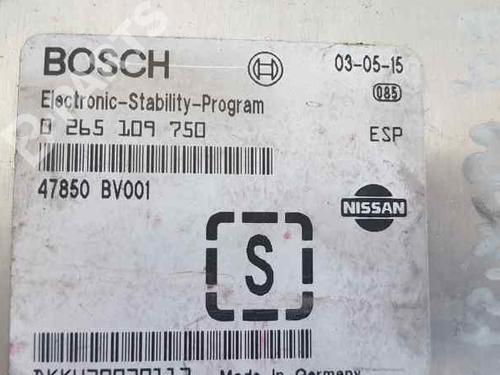 BOSCH
03-05-15
085
Electronic-Stability-Program
0 265 109 750
ESP
47850 BV001
NISSAN
S
Made in Germany